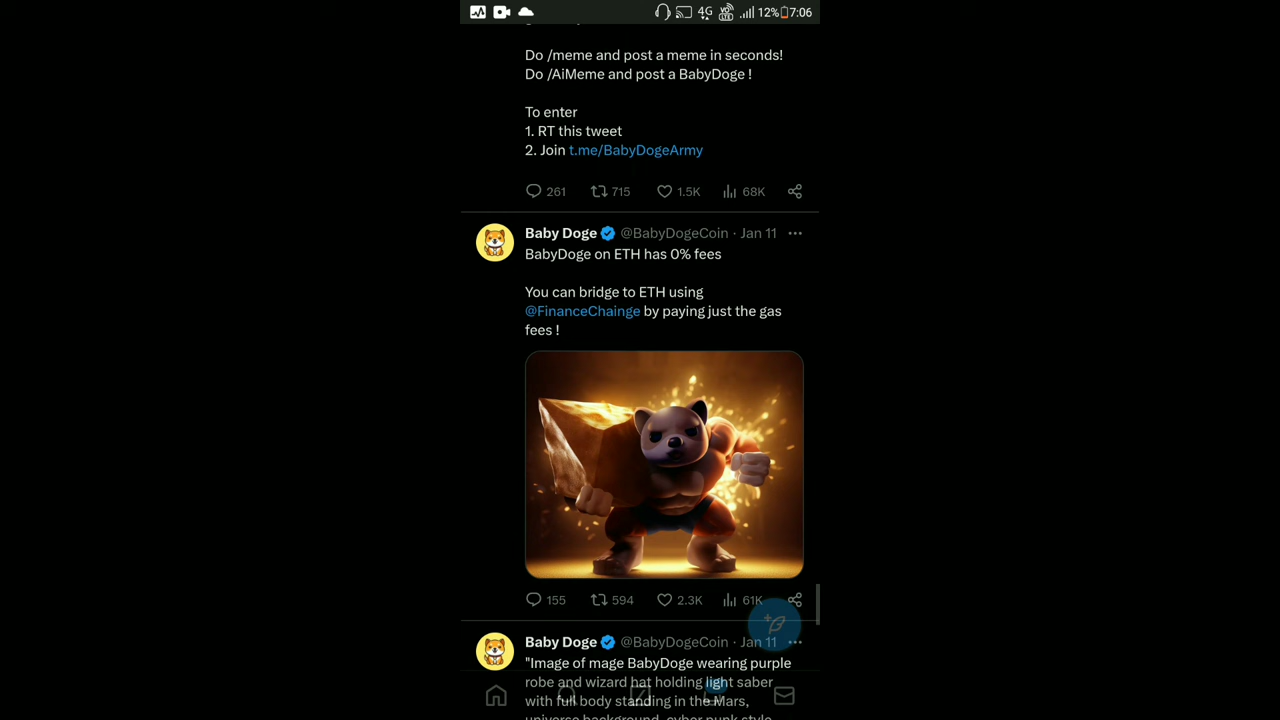 4G
12% 7:06
Do /meme and post a meme in seconds!
Do /AiMeme and post a BabyDoge !
To enter
1. RT this tweet
2. Join t.me/BabyDogeArmy
261 715 1.5K 68K
Baby Doge @BabyDogeCoin · Jan 11
BabyDoge on ETH has 0% fees
You can bridge to ETH using
@FinanceChainge by paying just the gas
fees !
155 594 2.3K 61K
Baby Doge @BabyDogeCoin · Jan 11
"Image of mage BabyDoge wearing purple
robe and wizard hat holding light saber
with full body standing in the Mars,
universe background, cyber punk style